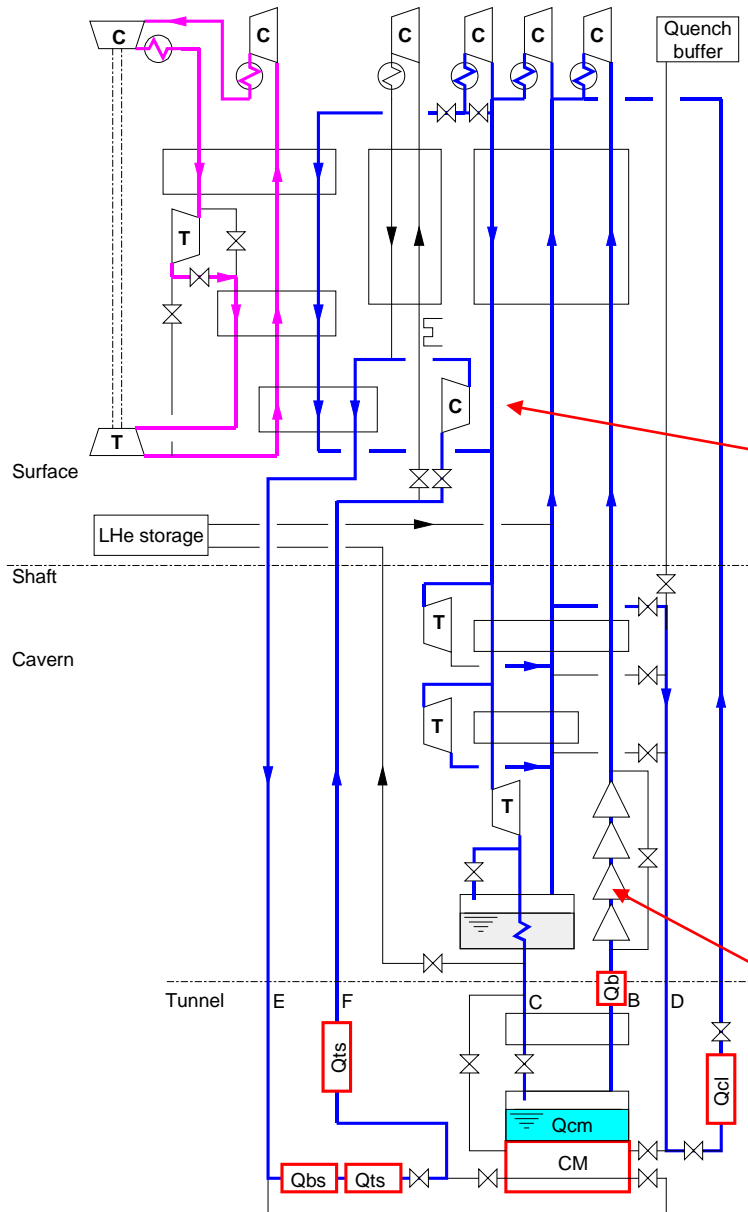 C
C
C
C
C
C
Quench
buffer
T
C
T
Surface
LHe storage
Shaft
T
Cavern
T
T
Tunnel
E
F
C
Qb
B
D
Qts
Qcl
Qcm
CM
Qbs
Qts